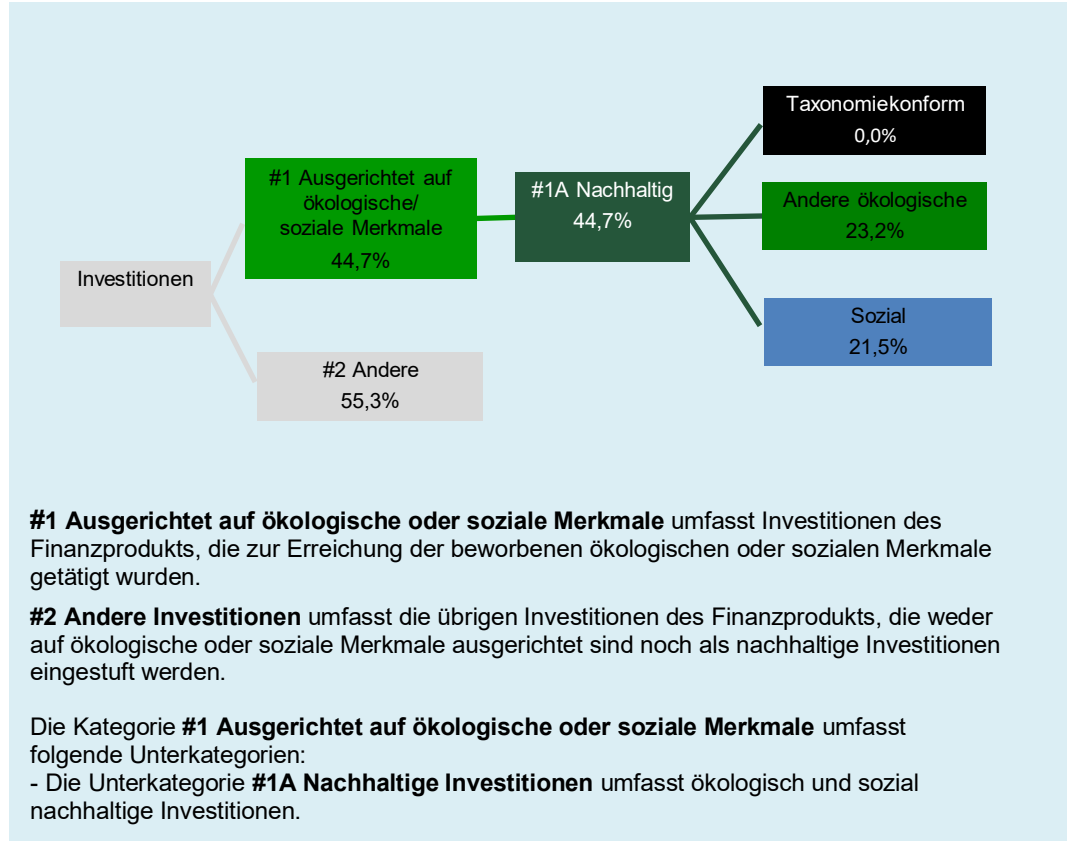 Taxonomiekonform
0,0%
#1 Ausgerichtet auf
ökologische/
soziale Merkmale
44,7%
#1A Nachhaltig
44,7%
Andere ökologische
23,2%
Investitionen
Sozial
21,5%
#2 Andere
55,3%
#1 Ausgerichtet auf ökologische oder soziale Merkmale umfasst Investitionen des
Finanzprodukts, die zur Erreichung der beworbenen ökologischen oder sozialen Merkmale
getätigt wurden.
#2 Andere Investitionen umfasst die übrigen Investitionen des Finanzprodukts, die weder
auf ökologische oder soziale Merkmale ausgerichtet sind noch als nachhaltige Investitionen
eingestuft werden.
Die Kategorie #1 Ausgerichtet auf ökologische oder soziale Merkmale umfasst
folgende Unterkategorien:
- Die Unterkategorie #1A Nachhaltige Investitionen umfasst ökologisch und sozial
nachhaltige Investitionen.